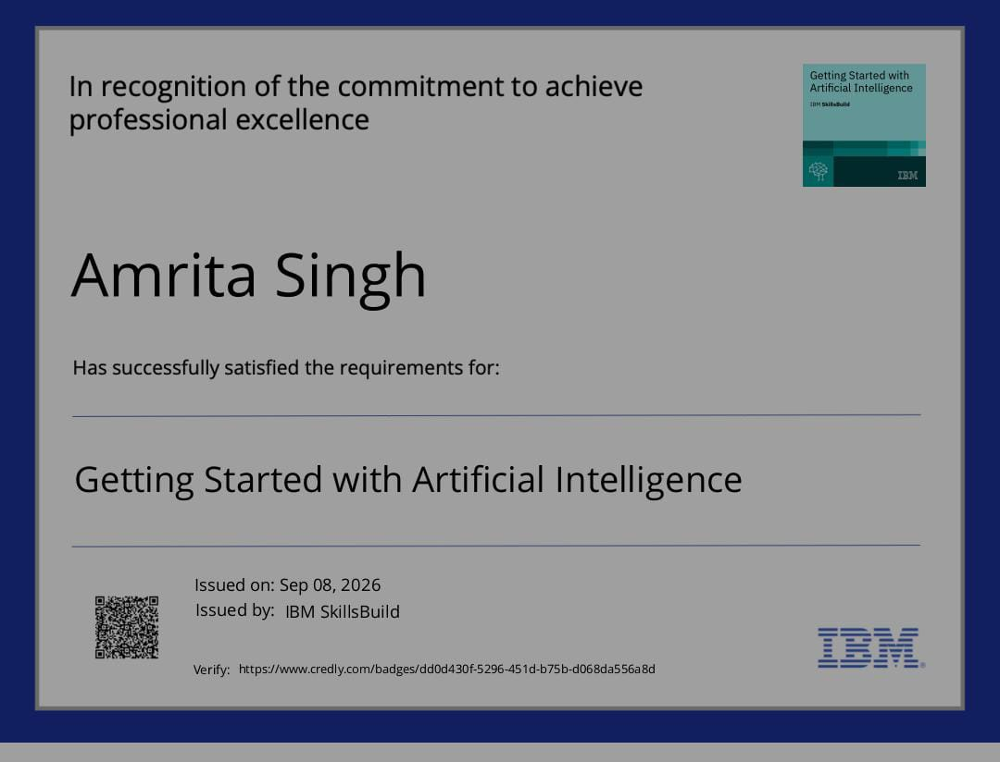 In recognition of the commitment to achieve
professional excellence
Getting Started with
Artificial Intelligence
IBM SkillsBuild
IBM
Amrita Singh
Has successfully satisfied the requirements for:
Getting Started with Artificial Intelligence
Issued on: Sep 08, 2026
Issued by: IBM SkillsBuild
Verify: https://www.credly.com/badges/dd0d430f-5296-451d-b75b-d068da556a8d
IBM®